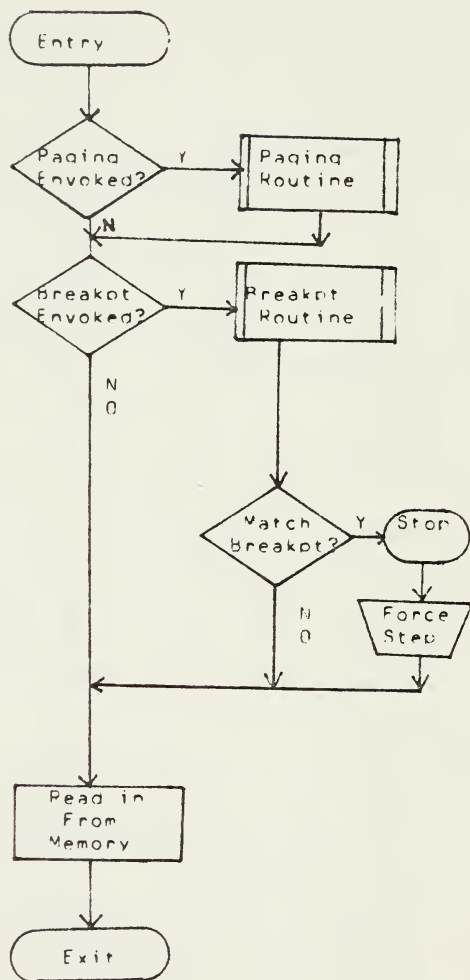 Entry
Paging
Envoked?
Y
Paging
Routine
N
Breakpt
Envoked?
Y
Breakpt
Routine
N
O
Match
Breakpt?
Y
Stop
N
O
Force
Step
Read in
From
Memory
Exit